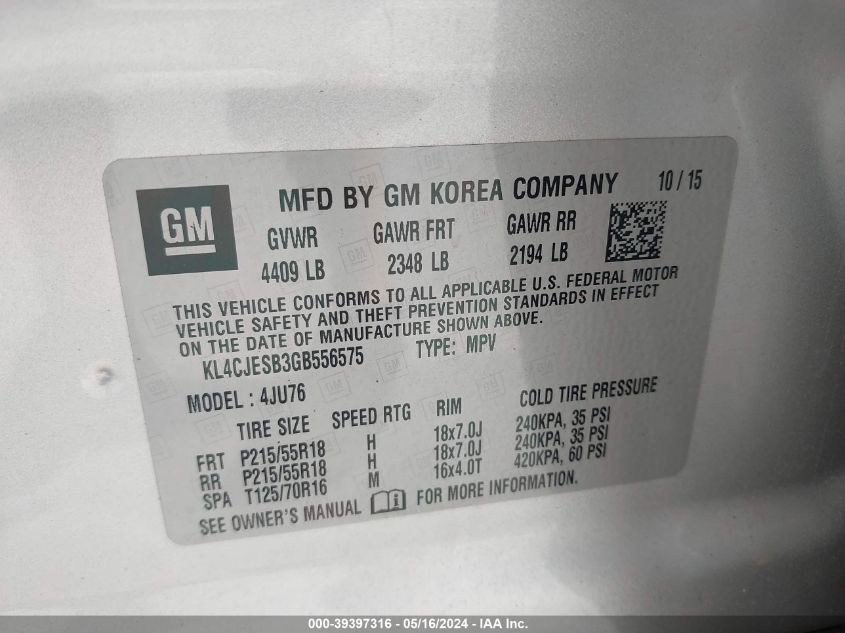 GM
MFD BY GM KOREA COMPANY 10 / 15
GVWR GAWR FRT GAWR RR
4409 LB 2348 LB 2194 LB
THIS VEHICLE CONFORMS TO ALL APPLICABLE U.S. FEDERAL MOTOR
VEHICLE SAFETY AND THEFT PREVENTION STANDARDS IN EFFECT
ON THE DATE OF MANUFACTURE SHOWN ABOVE.
KL4CJESB3GB556575 TYPE: MPV
MODEL : 4JU76
TIRE SIZE SPEED RTG RIM COLD TIRE PRESSURE
FRT P215/55R18 H 18x7.0J 240KPA, 35 PSI
RR P215/55R18 H 18x7.0J 240KPA, 35 PSI
SPA T125/70R16 M 16x4.0T 420KPA, 60 PSI
SEE OWNER'S MANUAL FOR MORE INFORMATION.
000-39397316 - 05/16/2024 - IAA Inc.